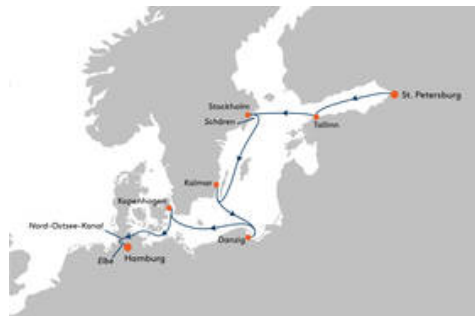 St. Petersburg
Stockholm
Schären
Tallinn
Kalmar
Kopenhagen
Nord-Ostsee-Kanal
Danzig
Elbe
Hamburg